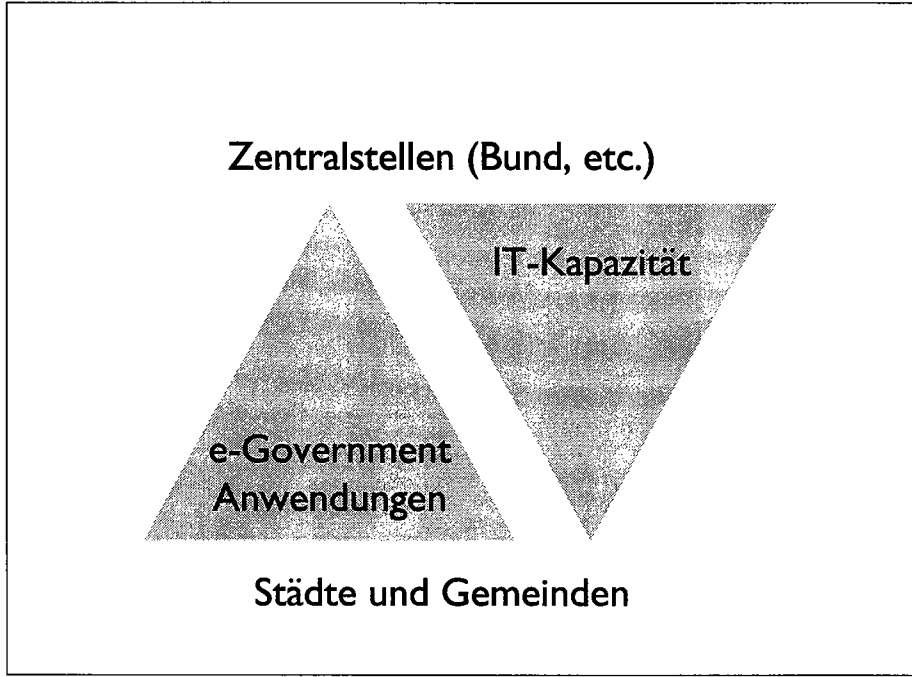 Zentralstellen (Bund, etc.)
IT-Kapazität
e-Government
Anwendungen
Städte und Gemeinden